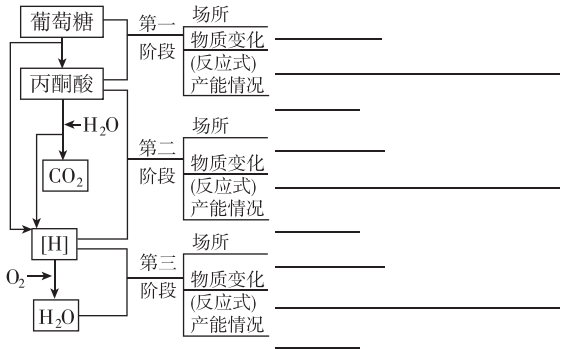 葡萄糖
第一
阶段
场所
物质变化
(反应式)
产能情况
丙酮酸
H₂O
CO₂
第二
阶段
场所
物质变化
(反应式)
产能情况
[H]
O₂
H₂O
第三
阶段
场所
物质变化
(反应式)
产能情况